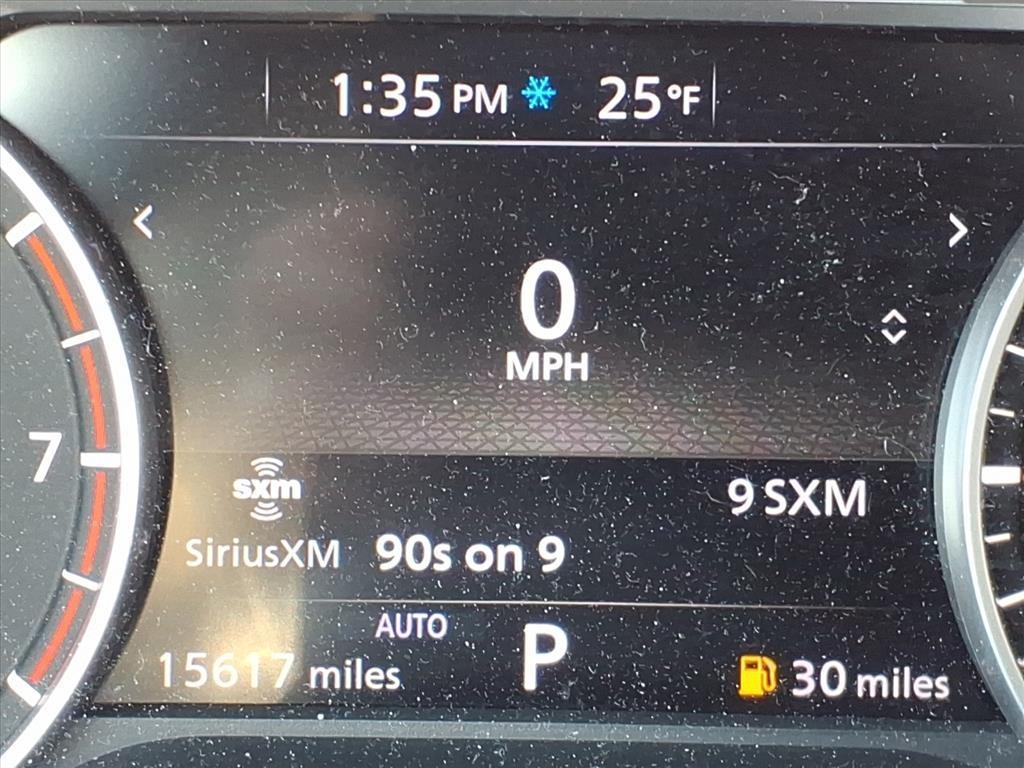 1:35 PM 25°F
0
MPH
7
sxm
9 SXM
SiriusXM 90s on 9
AUTO
P
15617 miles
30 miles